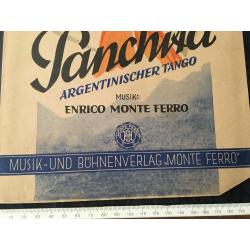 Panchita
ARGENTINISCHER TANGO
MUSIK:
ENRICO MONTE FERRO
MUSIK- UND BÜHNENVERLAG „MONTE FERRO"